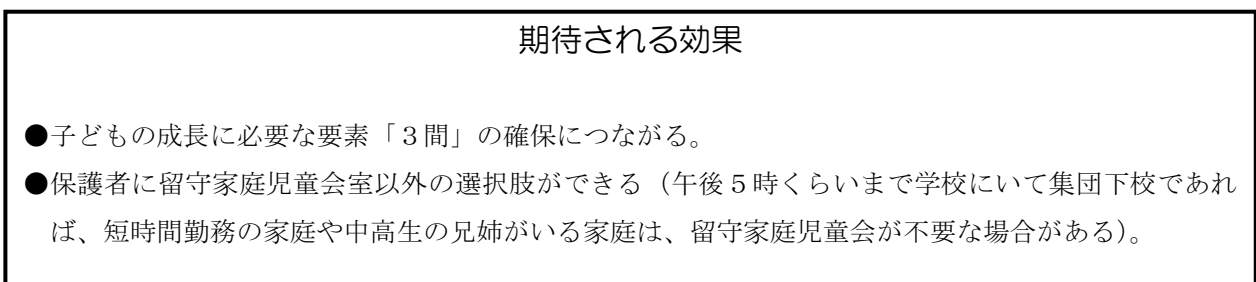 期待される効果
●子どもの成長に必要な要素「３間」の確保につながる。
●保護者に留守家庭児童会室以外の選択肢ができる（午後５時くらいまで学校にいて集団下校であれ
ば、短時間勤務の家庭や中高生の兄姉がいる家庭は、留守家庭児童会が不要な場合がある）。